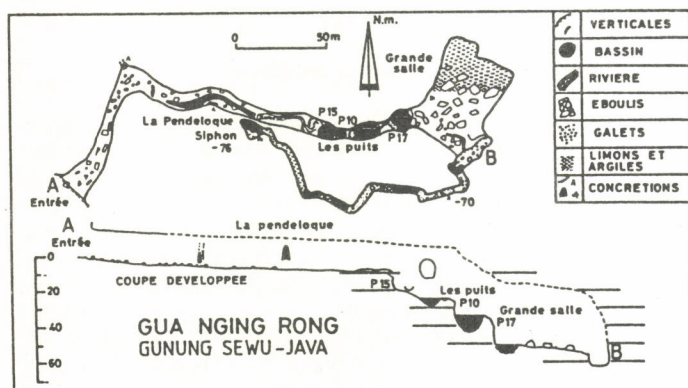 0 50m
N.m.
Grande
salle
P15
P10
P17
La Pendeloque
Siphon
-76
Les puits
B
A
Entrée
-70
VERTICALES
BASSIN
RIVIERE
EBOULIS
GALETS
LIMONS ET
ARGILES
CONCRETIONS
A
Entrée
La pendeloque
0
20
40
60
COUPE DEVELOPPEE
P15
Les puits
P10
Grande salle
P17
B
GUA NGING RONG
GUNUNG SEWU-JAVA